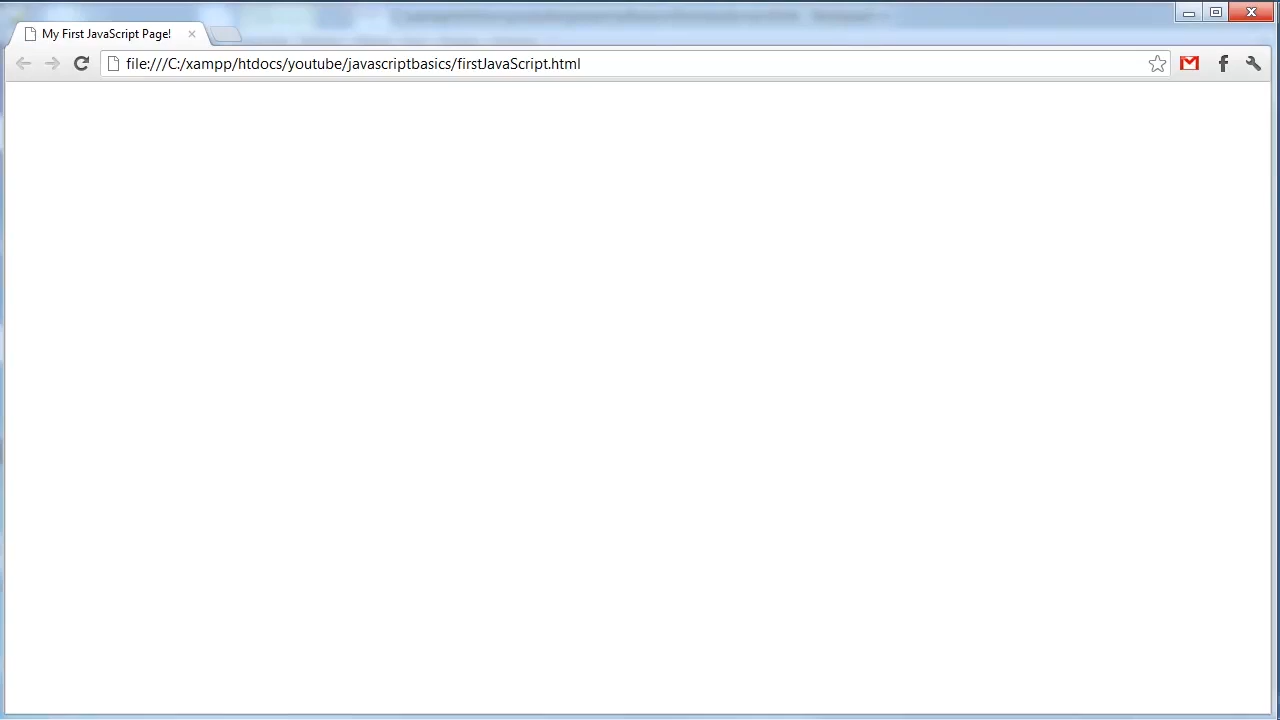 My First JavaScript Page!
file:///C:/xampp/htdocs/youtube/javascriptbasics/firstJavaScript.html